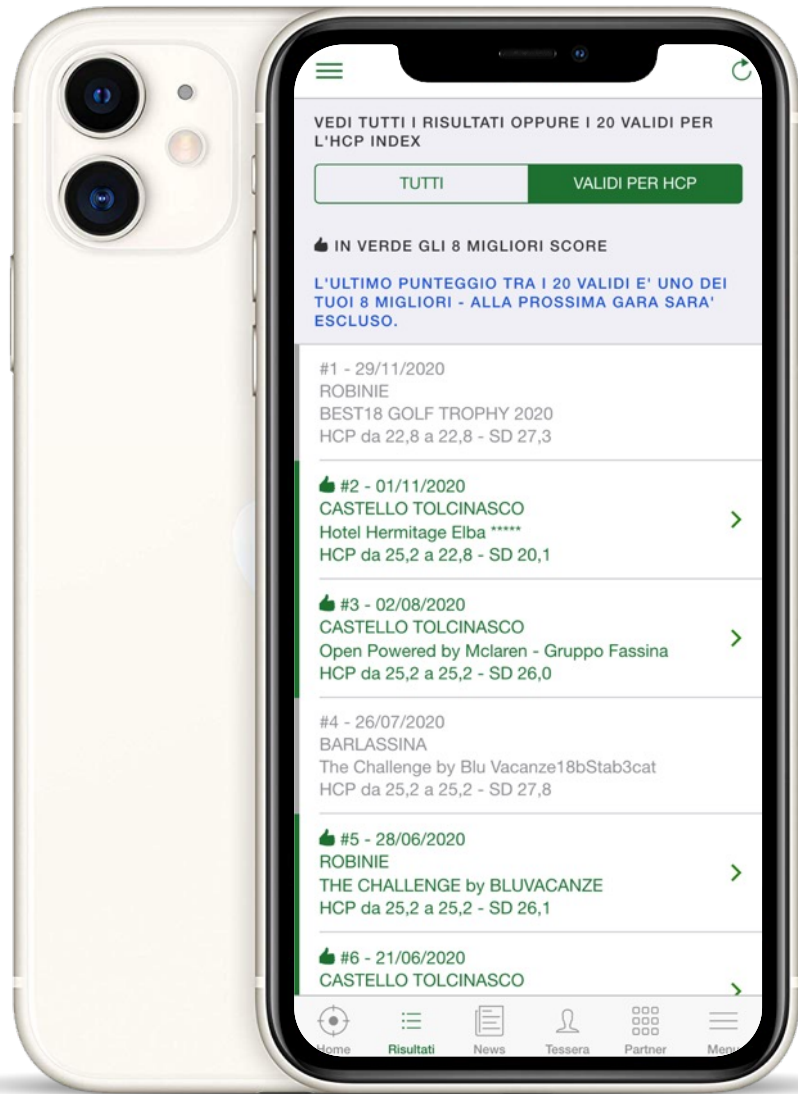 VEDI TUTTI I RISULTATI OPPURE I 20 VALIDI PER
L'HCP INDEX
TUTTI
VALIDI PER HCP
IN VERDE GLI 8 MIGLIORI SCORE
L'ULTIMO PUNTEGGIO TRA I 20 VALIDI E' UNO DEI
TUOI 8 MIGLIORI - ALLA PROSSIMA GARA SARA'
ESCLUSO.
#1 - 29/11/2020
ROBINIE
BEST18 GOLF TROPHY 2020
HCP da 22,8 a 22,8 - SD 27,3
#2 - 01/11/2020
CASTELLO TOLCINASCO
Hotel Hermitage Elba *****
HCP da 25,2 a 22,8 - SD 20,1
#3 - 02/08/2020
CASTELLO TOLCINASCO
Open Powered by Mclaren - Gruppo Fassina
HCP da 25,2 a 25,2 - SD 26,0
#4 - 26/07/2020
BARLASSINA
The Challenge by Blu Vacanze18bStab3cat
HCP da 25,2 a 25,2 - SD 27,8
#5 - 28/06/2020
ROBINIE
THE CHALLENGE by BLUVACANZE
HCP da 25,2 a 25,2 - SD 26,1
#6 - 21/06/2020
CASTELLO TOLCINASCO
Home
Risultati
News
Tessera
Partner
Menu